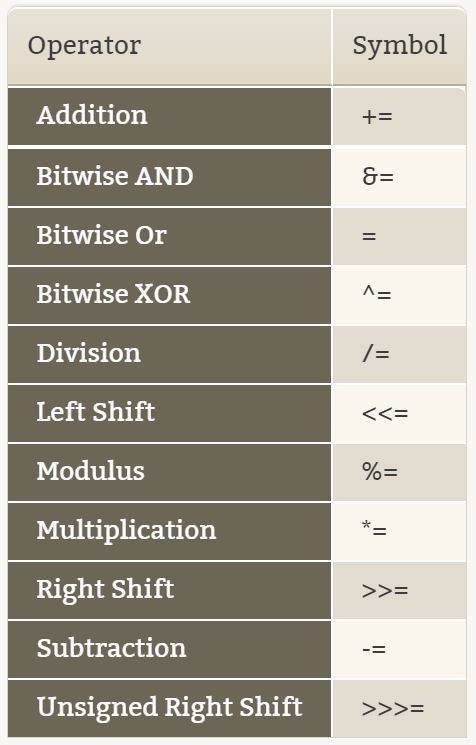 Operator Symbol
Addition +=
Bitwise AND &=
Bitwise Or =
Bitwise XOR ^=
Division /=
Left Shift <<=
Modulus %=
Multiplication *=
Right Shift >>=
Subtraction -=
Unsigned Right Shift >>>=